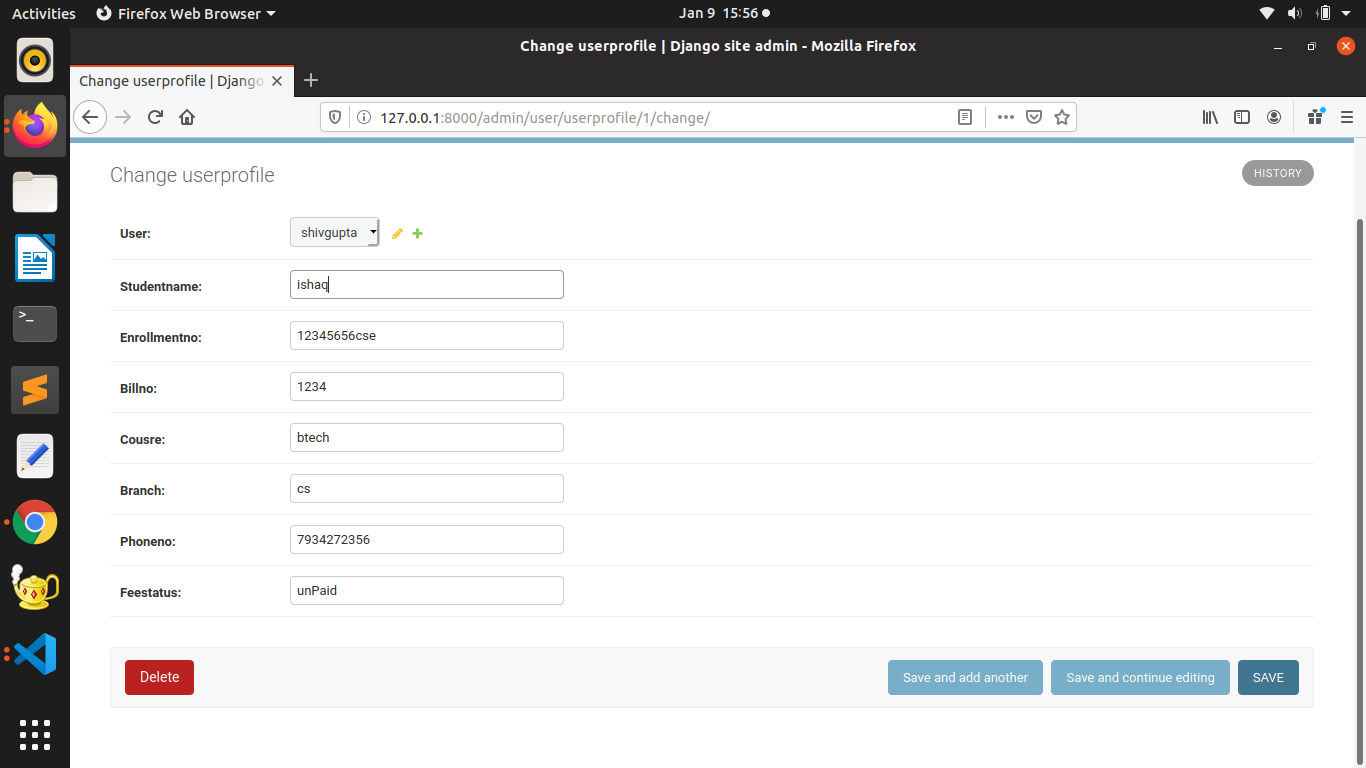 Activities Firefox Web Browser Jan 9 15:56
Change userprofile | Django site admin - Mozilla Firefox
Change userprofile | Django
127.0.0.1:8000/admin/user/userprofile/1/change/
Change userprofile HISTORY
User: shivgupta
Studentname: ishaq
Enrollmentno: 12345656cse
Billno: 1234
Cousre: btech
Branch: cs
Phoneno: 7934272356
Feestatus: unPaid
Delete Save and add another Save and continue editing SAVE